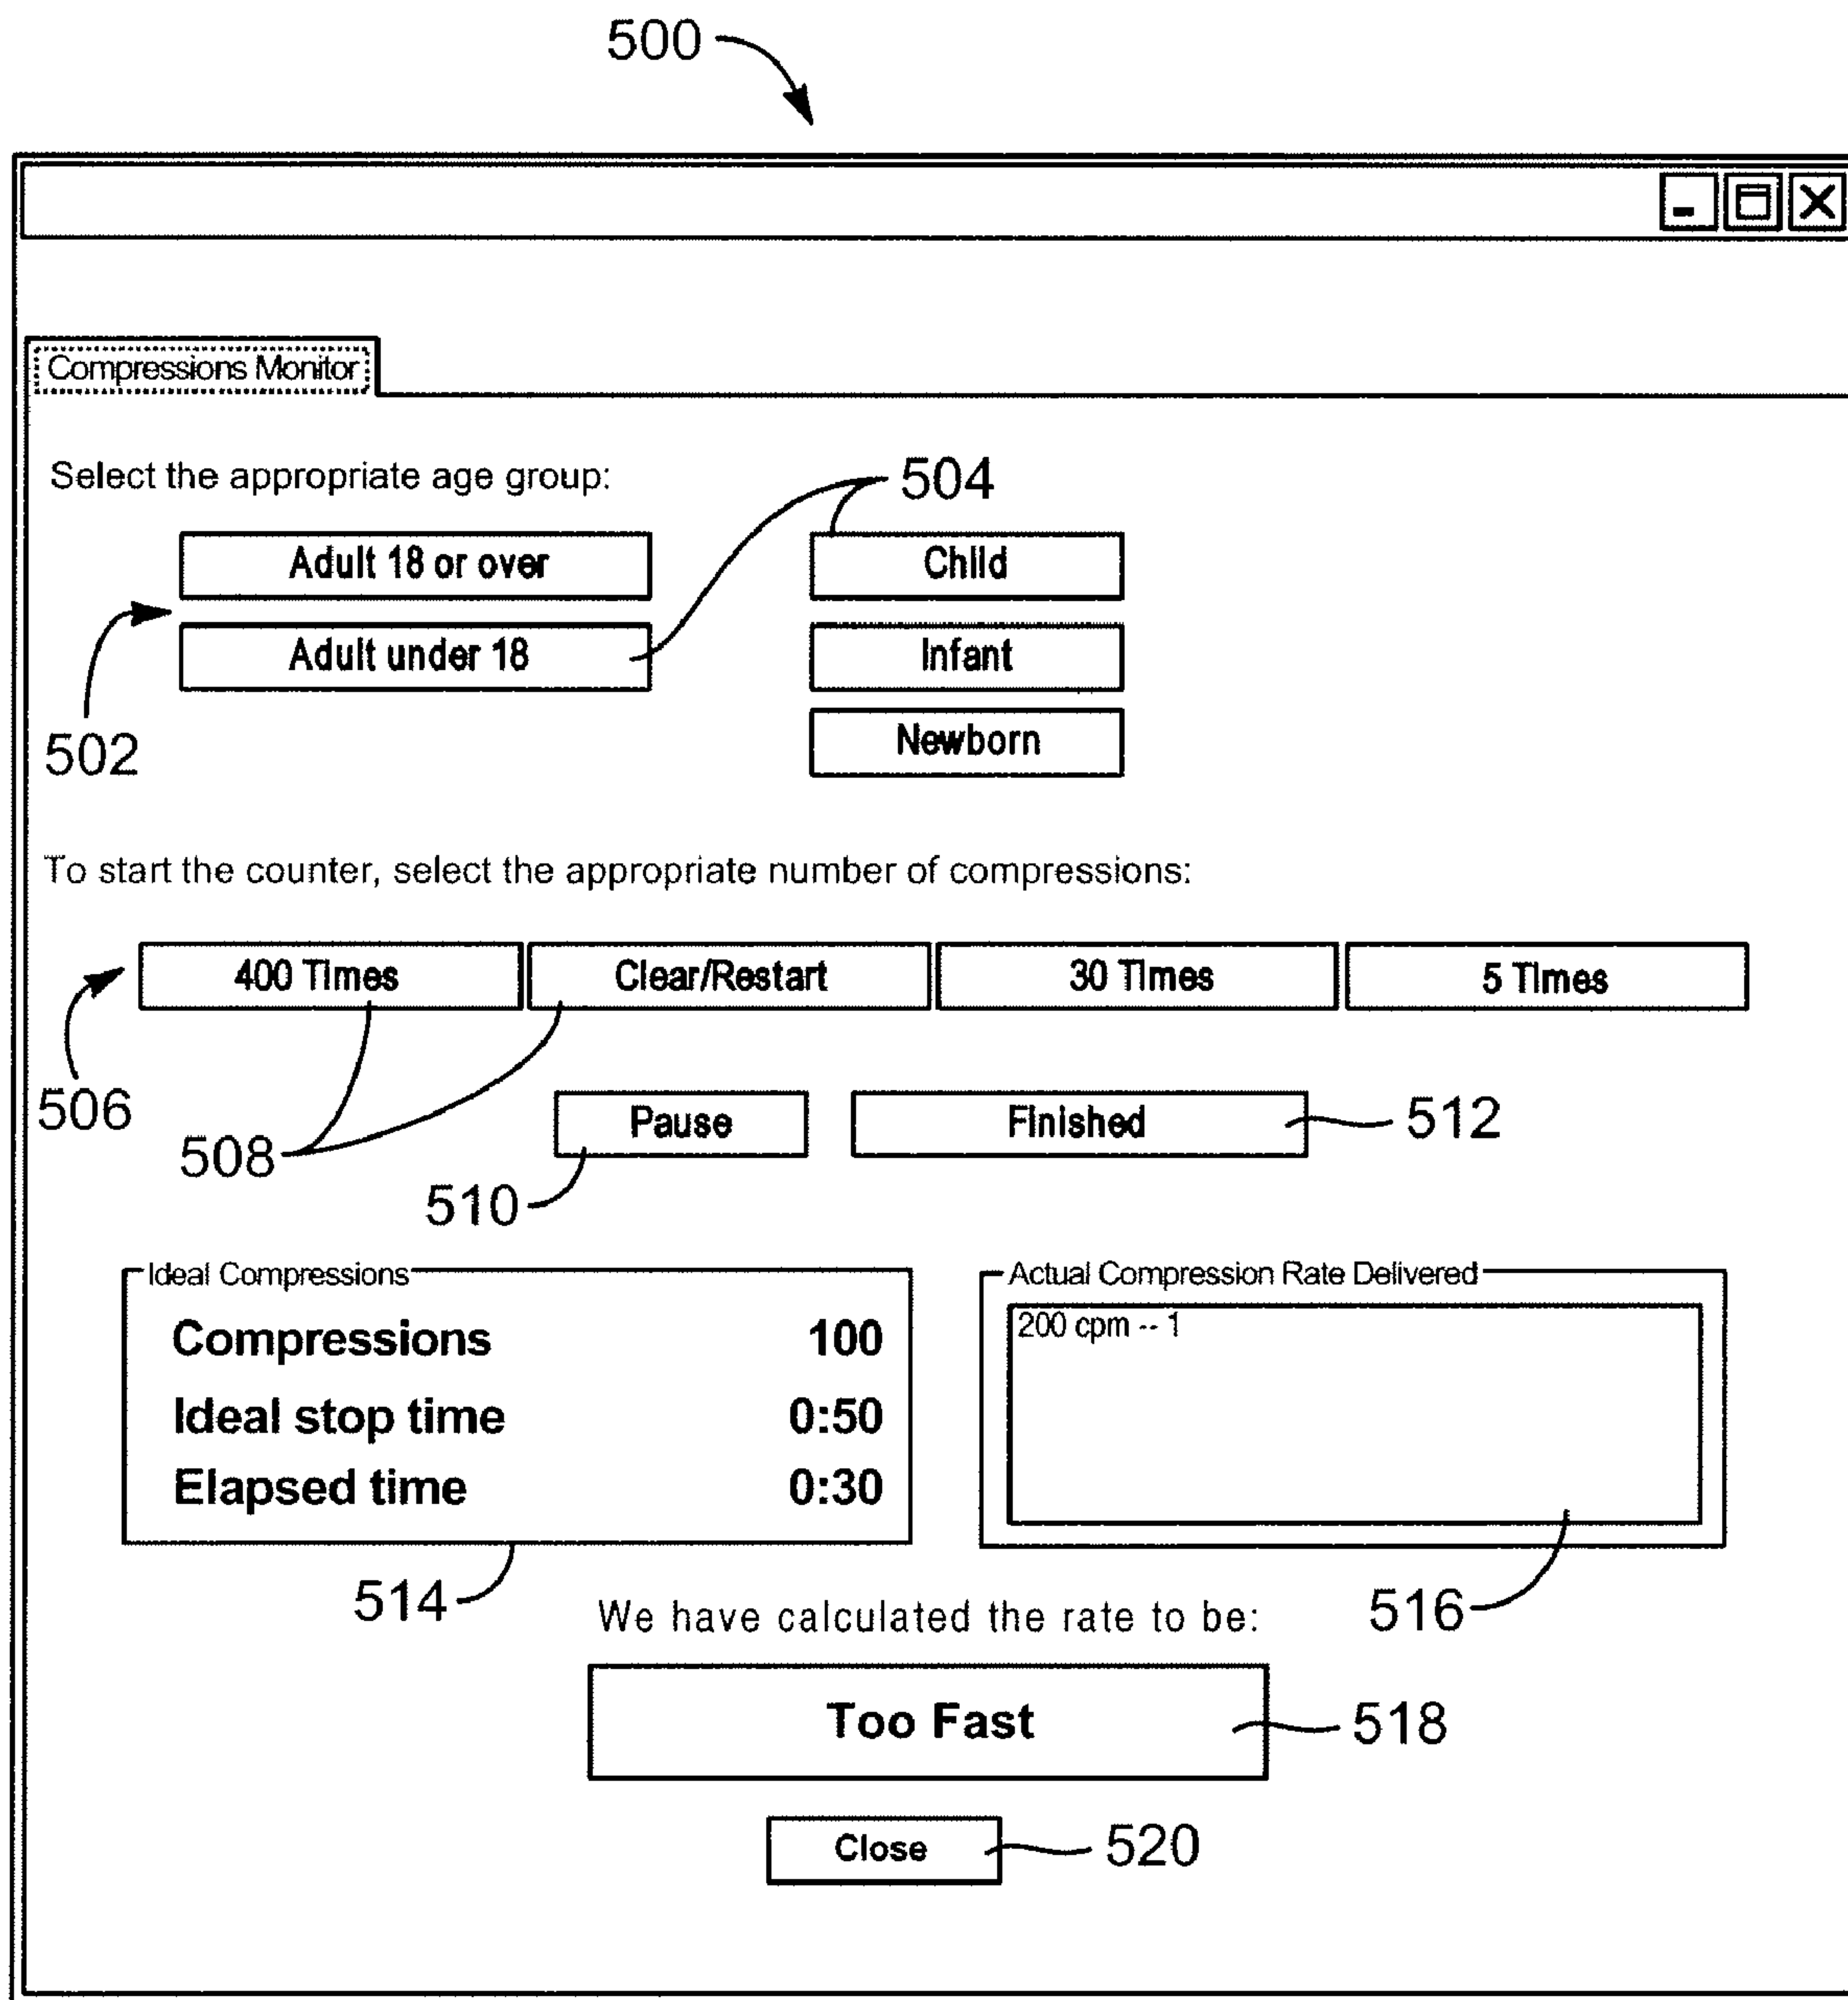 500
Compressions Monitor
Select the appropriate age group:
504
Adult 18 or over
Child
Adult under 18
Infant
502
Newborn
To start the counter, select the appropriate number of compressions:
400 Times
Clear/Restart
30 Times
5 Times
506
Pause
Finished
512
508
510
Ideal Compressions
Actual Compression Rate Delivered
Compressions 100
200 cpm -- 1
Ideal stop time 0:50
Elapsed time 0:30
514
We have calculated the rate to be:
516
Too Fast
518
Close
520